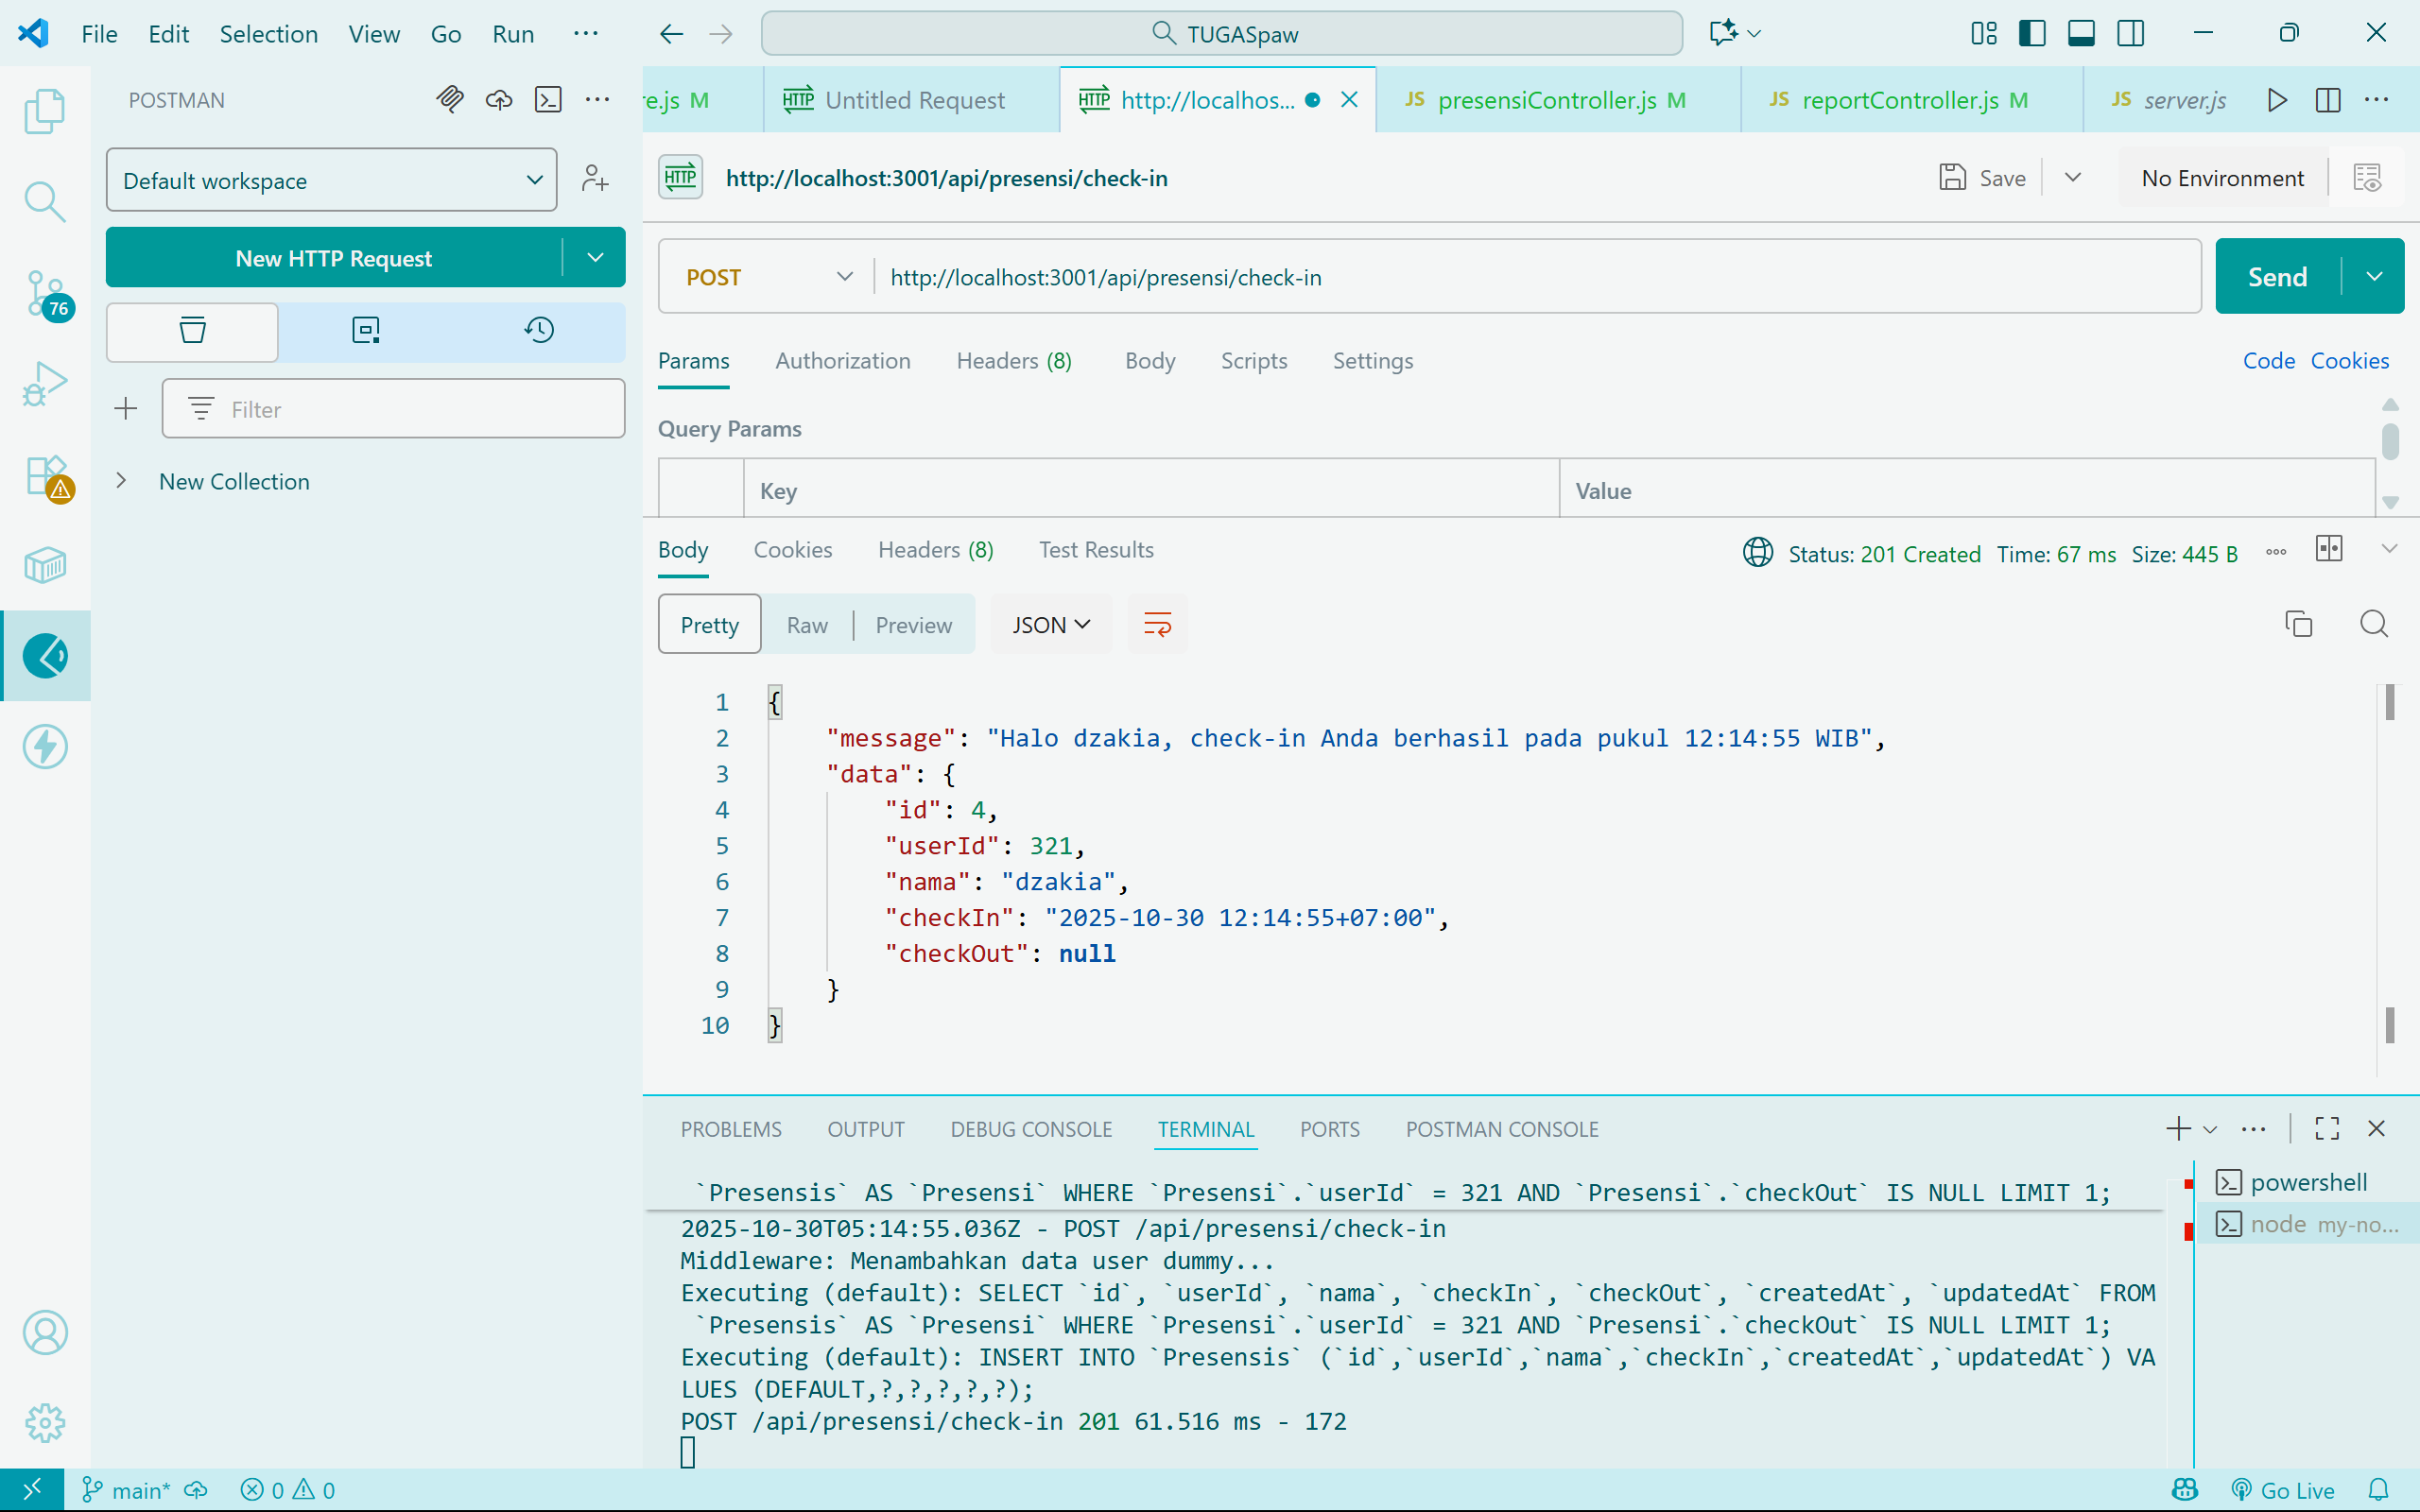 File Edit Selection View Go Run ··· TUGASpaw
POSTMAN
re.js M Untitled Request http://localhos... presensiController.js M reportController.js M server.js
Default workspace
http://localhost:3001/api/presensi/check-in Save No Environment
New HTTP Request
POST http://localhost:3001/api/presensi/check-in Send
76
Params Authorization Headers (8) Body Scripts Settings Code Cookies
Filter
Query Params
New Collection
Key Value
Body Cookies Headers (8) Test Results Status: 201 Created Time: 67 ms Size: 445 B
Pretty Raw Preview JSON
1 {
2 "message": "Halo dzakia, check-in Anda berhasil pada pukul 12:14:55 WIB",
3 "data": {
4 "id": 4,
5 "userId": 321,
6 "nama": "dzakia",
7 "checkIn": "2025-10-30 12:14:55+07:00",
8 "checkOut": null
9 }
10 }
PROBLEMS OUTPUT DEBUG CONSOLE TERMINAL PORTS POSTMAN CONSOLE
`Presensis` AS `Presensi` WHERE `Presensi`.`userId` = 321 AND `Presensi`.`checkOut` IS NULL LIMIT 1;
2025-10-30T05:14:55.036Z - POST /api/presensi/check-in
Middleware: Menambahkan data user dummy...
Executing (default): SELECT `id`, `userId`, `nama`, `checkIn`, `checkOut`, `createdAt`, `updatedAt` FROM
`Presensis` AS `Presensi` WHERE `Presensi`.`userId` = 321 AND `Presensi`.`checkOut` IS NULL LIMIT 1;
Executing (default): INSERT INTO `Presensis` (`id`,`userId`,`nama`,`checkIn`,`createdAt`,`updatedAt`) VA
LUES (DEFAULT,?,?,?,?,?);
POST /api/presensi/check-in 201 61.516 ms - 172
powershell
node my-no...
main* 0 0 Go Live